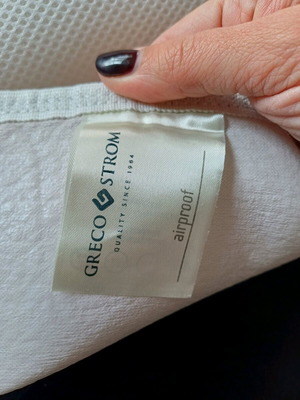 GRECO STROM
QUALITY SINCE 1964
airproof